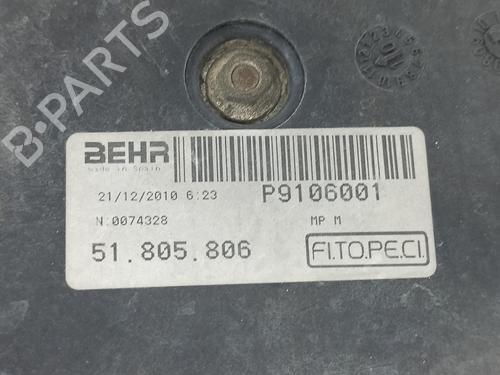 B-PARTS
BEHR
Made in Spain
21/12/2010 6:23 P9106001
N:0074328 MP M
51.805.806 FI.TO.PE.CI.